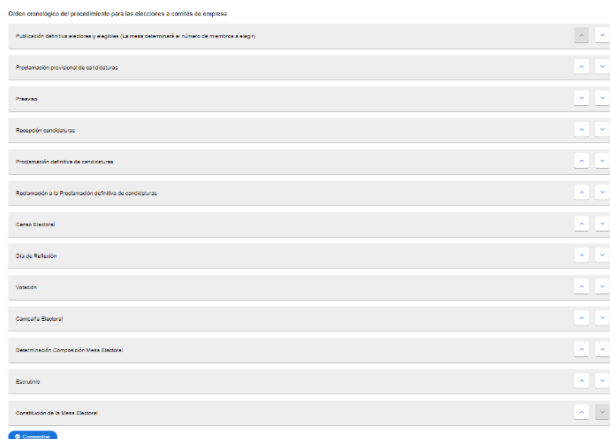 Orden cronológico del procedimiento para las elecciones a comités de empresa
Publicación definitiva electores y elegibles (La mesa determinará el número de miembros a elegir)
Proclamación provisional de candidaturas
Preaviso
Recepción candidaturas
Proclamación definitiva de candidaturas
Reclamación a la Proclamación definitiva de candidaturas
Censo Electoral
Día de Reflexión
Votación
Campaña Electoral
Determinación Composición Mesa Electoral
Escrutinio
Constitución de la Mesa Electoral
Comprobar